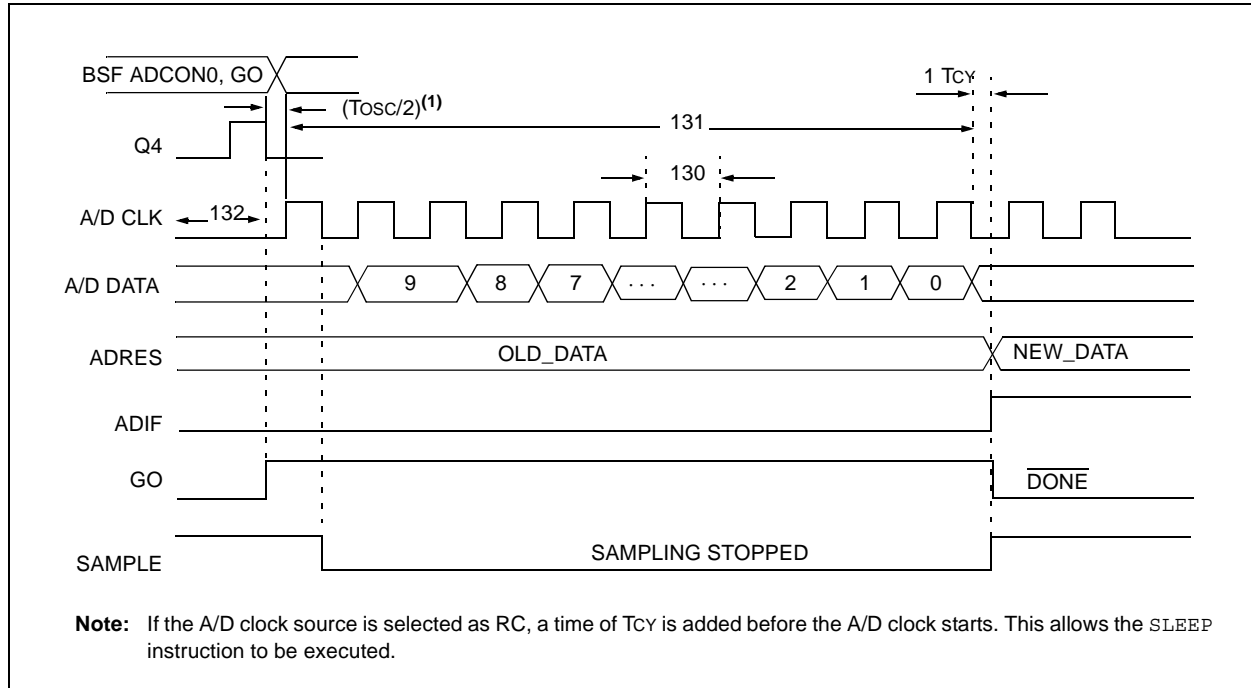 BSF ADCON0, GO
1 TCY
(TOSC/2)(1)
131
Q4
130
A/D CLK
132
A/D DATA
9
8
7
. . .
. . .
2
1
0
ADRES
OLD_DATA
NEW_DATA
ADIF
GO
DONE
SAMPLE
SAMPLING STOPPED
Note: If the A/D clock source is selected as RC, a time of TCY is added before the A/D clock starts. This allows the SLEEP
instruction to be executed.